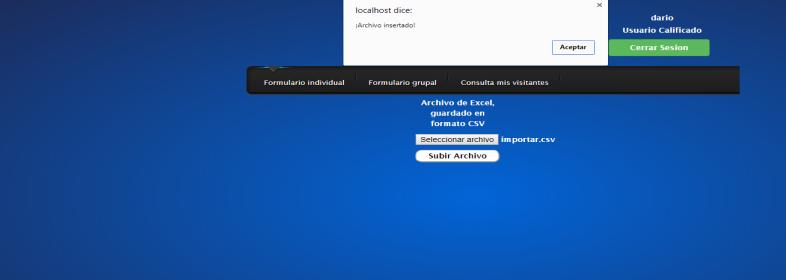 localhost dice:
¡Archivo insertado!
Aceptar
dario
Usuario Calificado
Cerrar Sesion
Formulario individual
Formulario grupal
Consulta mis visitantes
Archivo de Excel,
guardado en
formato CSV
Seleccionar archivo importar.csv
Subir Archivo